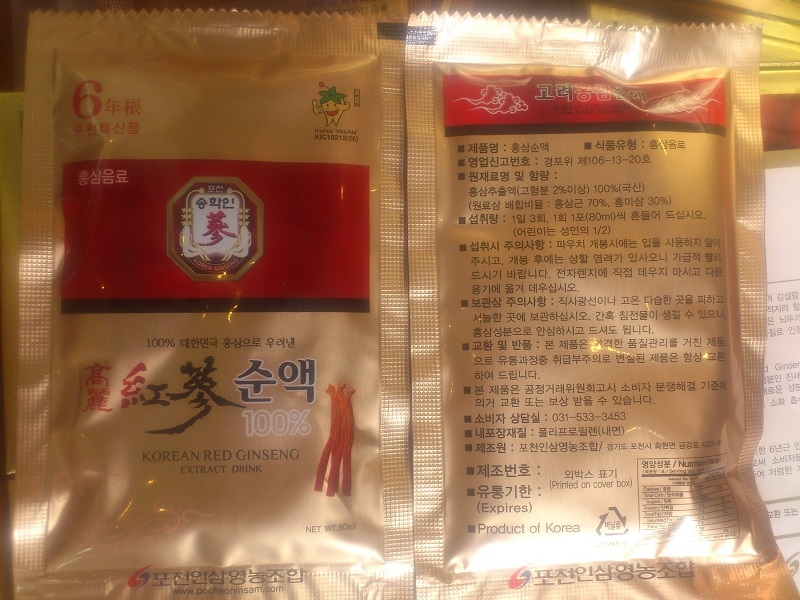 6年根
포천특산품
Korea INSAM
KIC10212(26)
홍삼음료
포천
송학인
蔘
KOREA GINSENG
100% 대한민국 홍삼으로 우려낸
高麗 紅蔘 순액
100%
KOREAN RED GINSENG
EXTRACT DRINK
NET WT.80ml
포천인삼영농조합
www.pocheoninsam.com
고려홍삼순액
■ 제품명 : 홍삼순액 ■ 식품유형 : 홍삼음료
■ 영업신고번호 : 경포위 제106-13-20호
■ 원재료명 및 함량 :
홍삼추출액(고형분 2%이상) 100%(국산)
(원료삼 배합비율 : 홍삼근 70%, 홍미삼 30%)
■ 섭취량 : 1일 3회, 1회 1포(80ml)씩 흔들어 드십시오.
(어린이는 성인의 1/2)
■ 섭취시 주의사항 : 파우치 개봉시에는 입을 사용하지 말아
주시고, 개봉 후에는 상할 염려가 있사오니 가급적 빨리
드시기 바랍니다. 전자렌지에 직접 데우지 마시고 다른
용기에 옮겨 데우십시오.
■ 보관상 주의사항 : 직사광선이나 고온 다습한 곳을 피하고
서늘한 곳에 보관하십시오. 간혹 침전물이 생길 수 있으나
홍삼성분으로 안심하시고 드셔도 됩니다.
■ 교환 및 반품 : 본 제품은 엄격한 품질관리를 거친 제품
으로 유통과정중 취급부주의로 변질된 제품은 항상 교환
하여 드립니다.
■ 본 제품은 공정거래위원회고시 소비자 분쟁해결 기준에
의거 교환 또는 보상 받을 수 있습니다.
■ 소비자 상담실 : 031-533-3453
■ 내포장재질 : 폴리프로필렌(내면)
■ 제조원 : 포천인삼영농조합/ 경기도 포천시 화현면
■ 제조번호 : 외박스 표기
■ 유통기한 : (Printed on cover box)
(Expires)
■ Product of Korea
비닐류
OTHER
영양성분 / Nutrition Facts
포천인삼영농조합